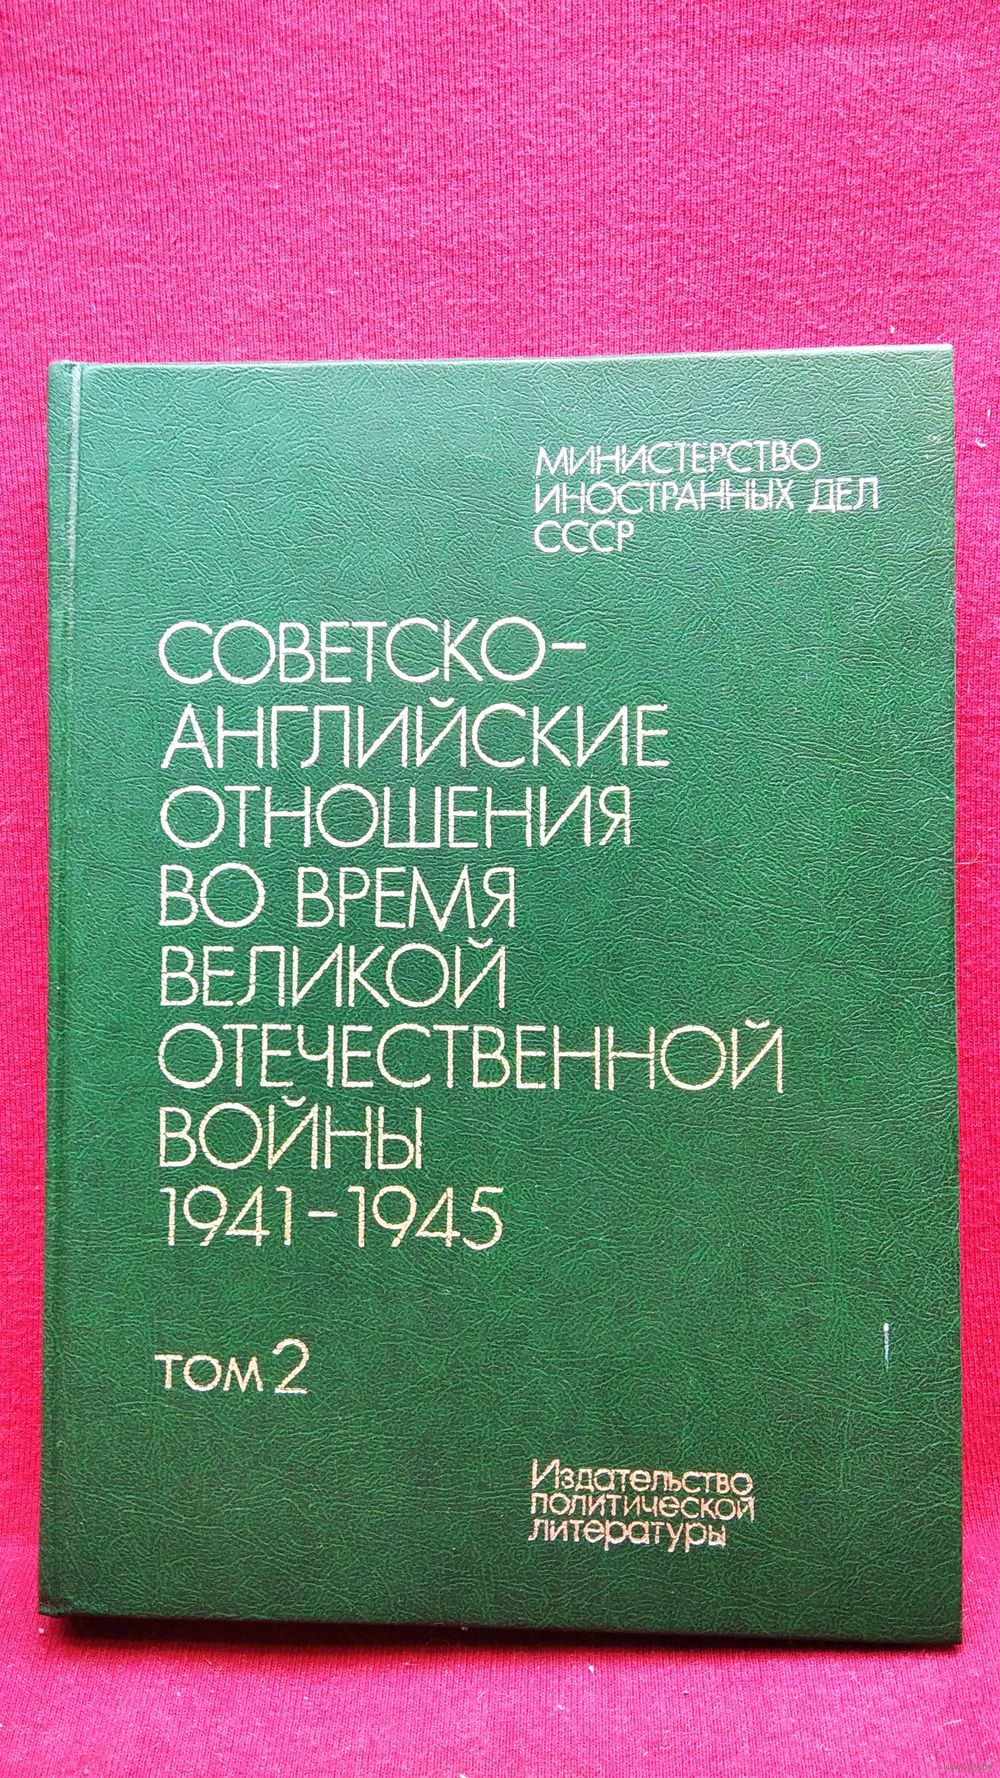 МИНИСТЕРСТВО
ИНОСТРАННЫХ ДЕЛ
СССР
СОВЕТСКО-
АНГЛИЙСКИЕ
ОТНОШЕНИЯ
ВО ВРЕМЯ
ВЕЛИКОЙ
ОТЕЧЕСТВЕННОЙ
ВОЙНЫ
1941-1945
ТОМ 2
Издательство
политической
литературы